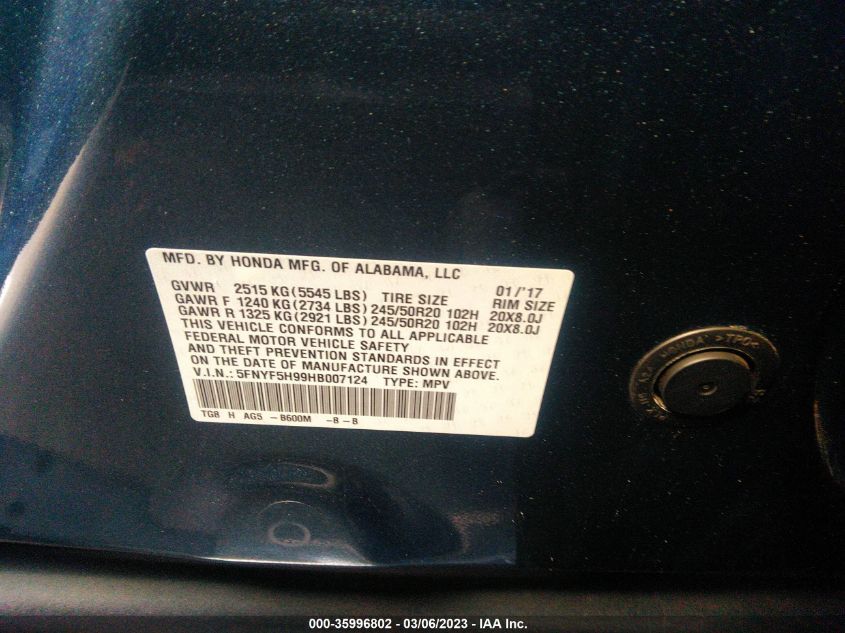 MFD. BY HONDA MFG. OF ALABAMA, LLC
01/'17
GVWR 2515 KG (5545 LBS) TIRE SIZE RIM SIZE
GAWR F 1240 KG (2734 LBS) 245/50R20 102H 20X8.0J
GAWR R 1325 KG (2921 LBS) 245/50R20 102H 20X8.0J
THIS VEHICLE CONFORMS TO ALL APPLICABLE
FEDERAL MOTOR VEHICLE SAFETY
AND THEFT PREVENTION STANDARDS IN EFFECT
ON THE DATE OF MANUFACTURE SHOWN ABOVE.
V.I.N.: 5FNYF5H99HB007124 TYPE: MPV
TG8 H AG5 -B600M -B-B
HONDA >TPO<
000-35996802 - 03/06/2023 - IAA Inc.